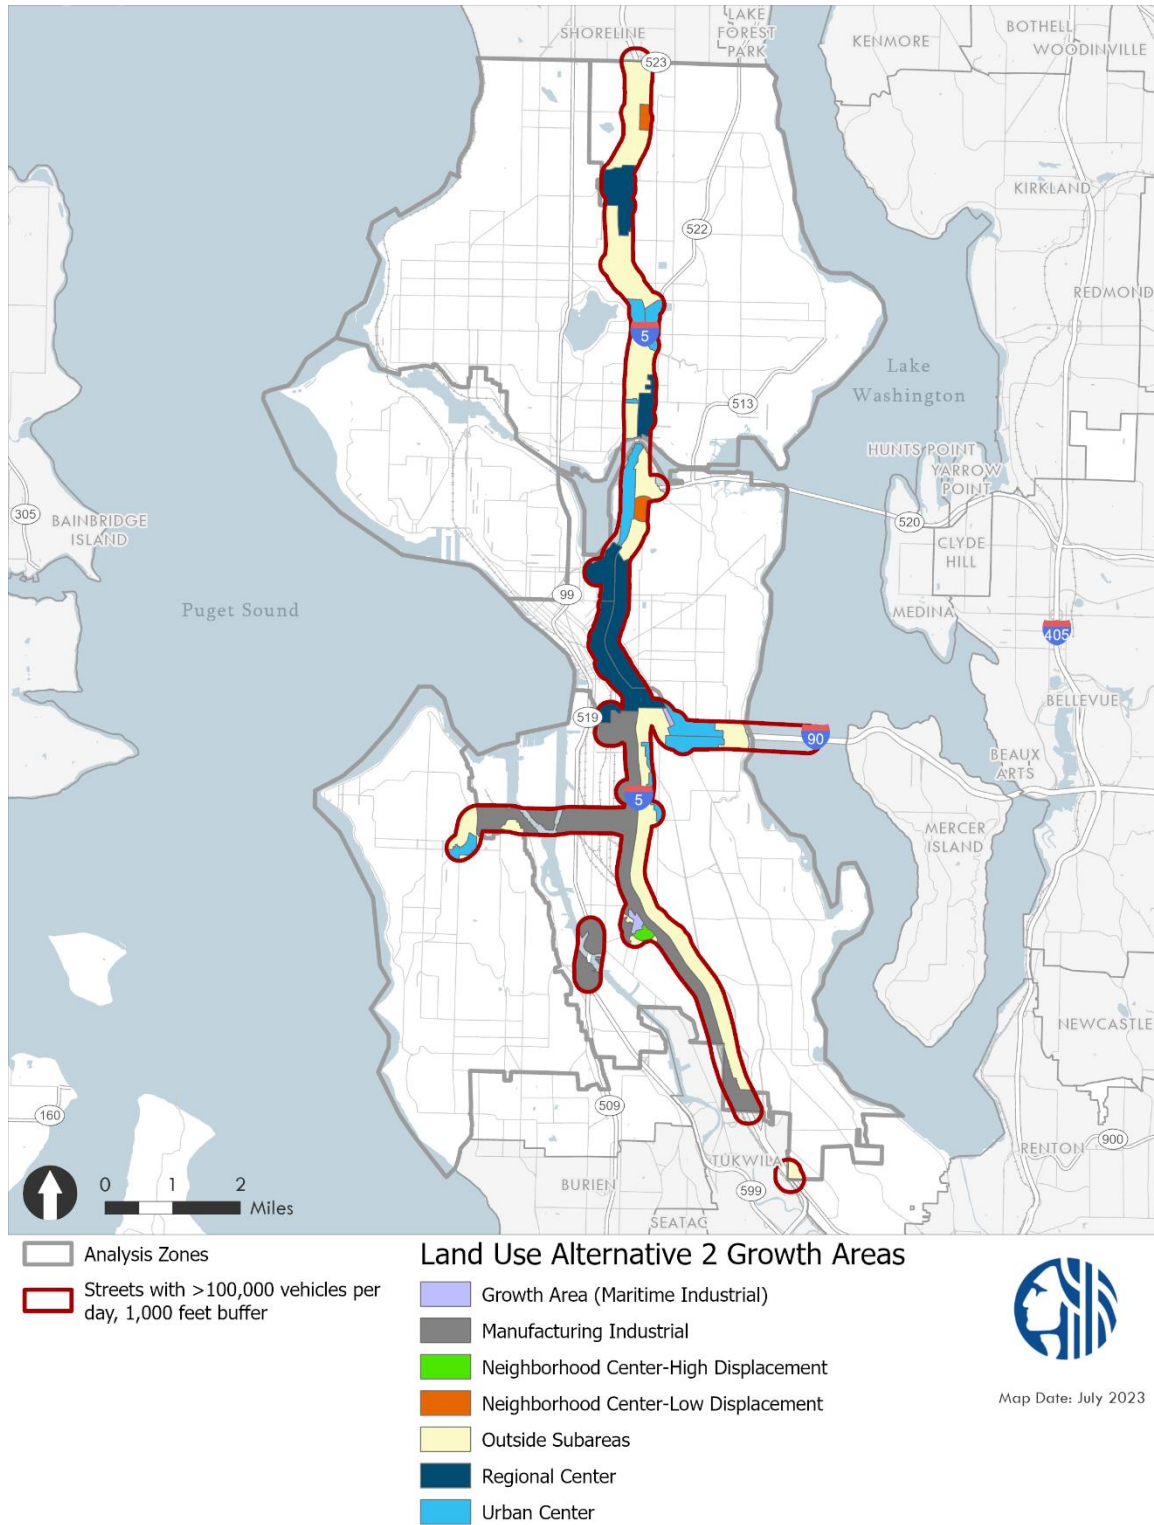 SHORELINE
LAKE
FOREST
PARK
BOTHELL
KENMORE
WOODINVILLE
523
KIRKLAND
522
REDMOND
5
Lake
Washington
513
HUNTS POINT
YARROW
POINT
305
BAINBRIDGE
ISLAND
520
CLYDE
HILL
99
Puget Sound
MEDINA
405
BELLEVUE
519
90
BEAUX
ARTS
5
MERCER
ISLAND
NEWCASTLE
160
509
RENTON
900
TUKWILA
599
BURIEN
SEATAC
0 1 2
Miles
Analysis Zones
Streets with >100,000 vehicles per
day, 1,000 feet buffer
Land Use Alternative 2 Growth Areas
Growth Area (Maritime Industrial)
Manufacturing Industrial
Neighborhood Center-High Displacement
Neighborhood Center-Low Displacement
Outside Subareas
Regional Center
Urban Center
Map Date: July 2023